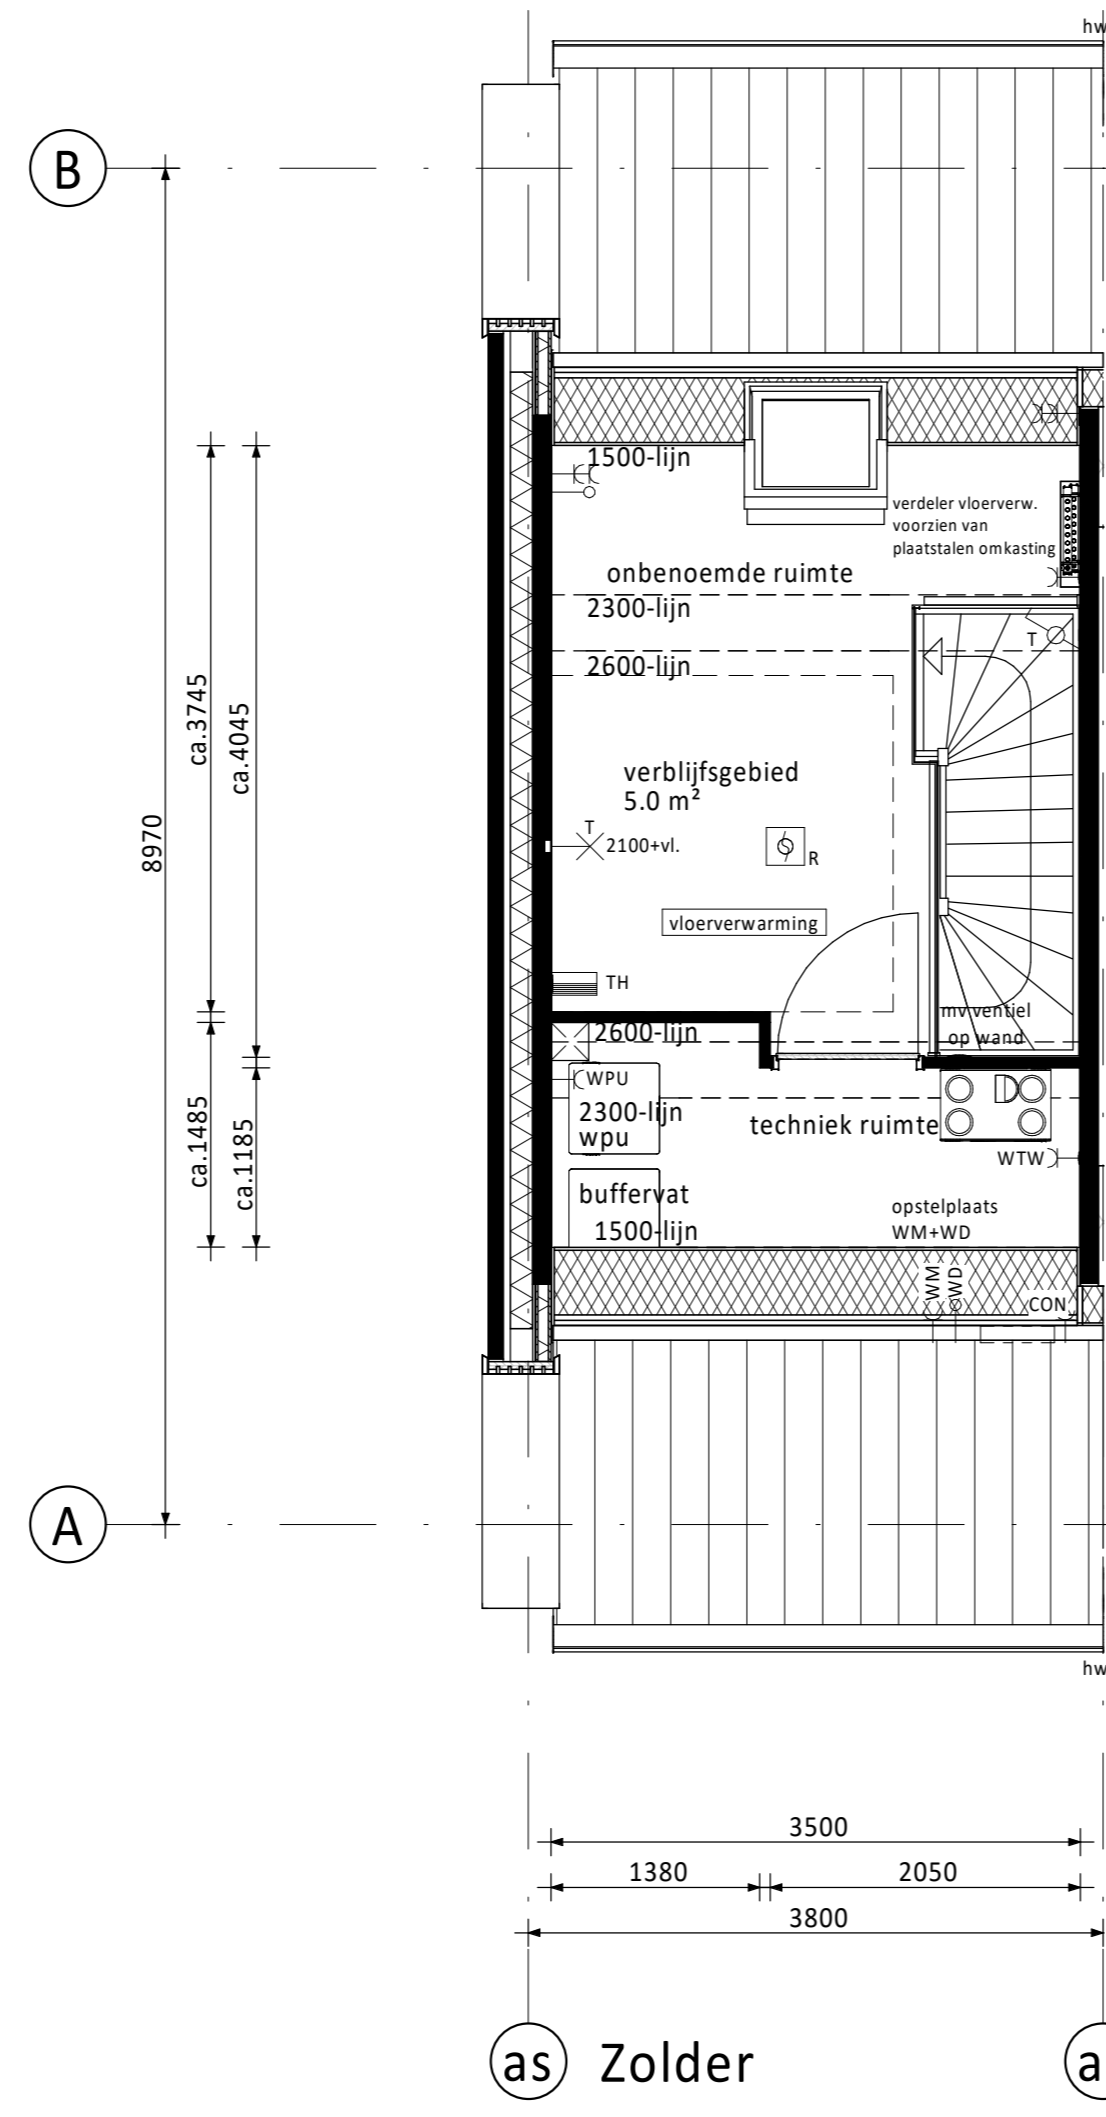 hw
B
1500-lijn
verdeler vloerverw.
voorzien van
plaatstalen omkasting
onbenoemde ruimte
2300-lijn
T
2600-lijn
ca.3745
ca.4045
verblijfsgebied
5.0 m²
8970
T
2100+vl.
R
vloerverwarming
TH
mv ventiel
op wand
2600-lijn
WPU
2300-lijn
wpu
techniek ruimte
ca.1485
ca.1185
WTW
buffervat
1500-lijn
opstelplaats
WM+WD
WM
WD
CON
A
hw
3500
1380
2050
3800
as
Zolder
a